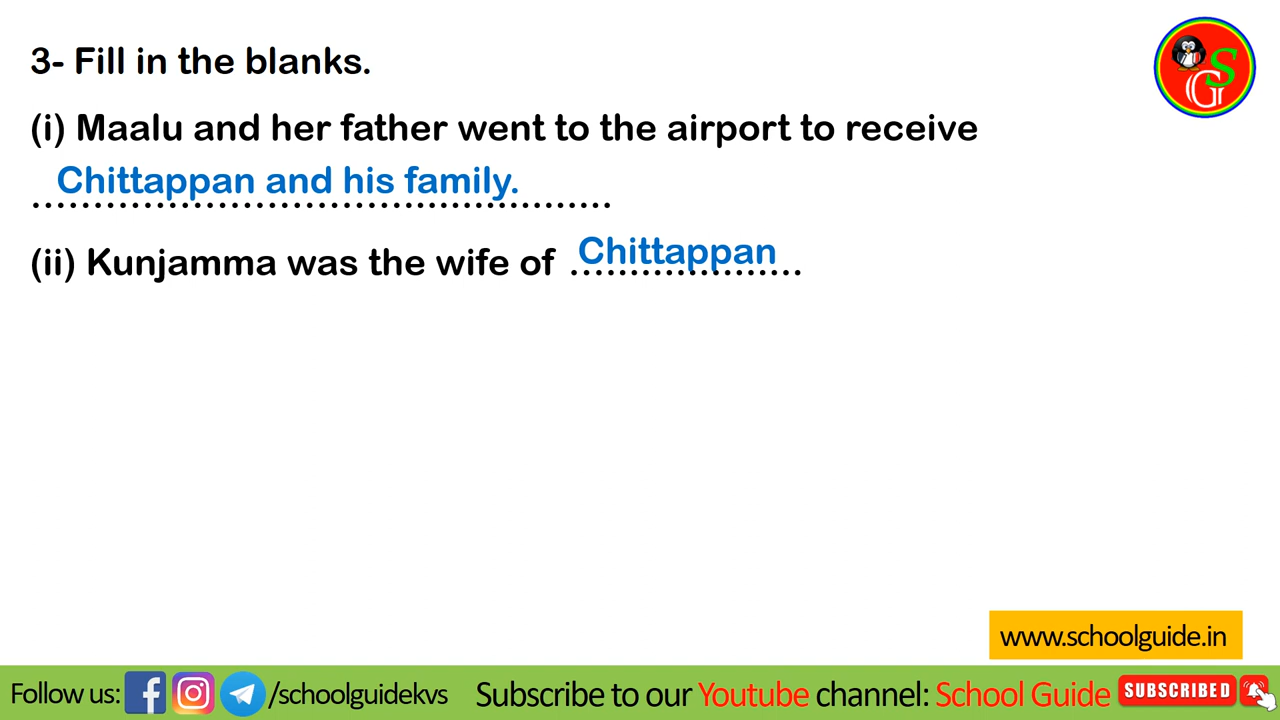 3- Fill in the blanks.
(i) Maalu and her father went to the airport to receive
Chittappan and his family.
................................................
(ii) Kunjamma was the wife of Chittappan
....................
SG
www.schoolguide.in
Follow us: /schoolguidekvs Subscribe to our Youtube channel: School Guide SUBSCRIBED